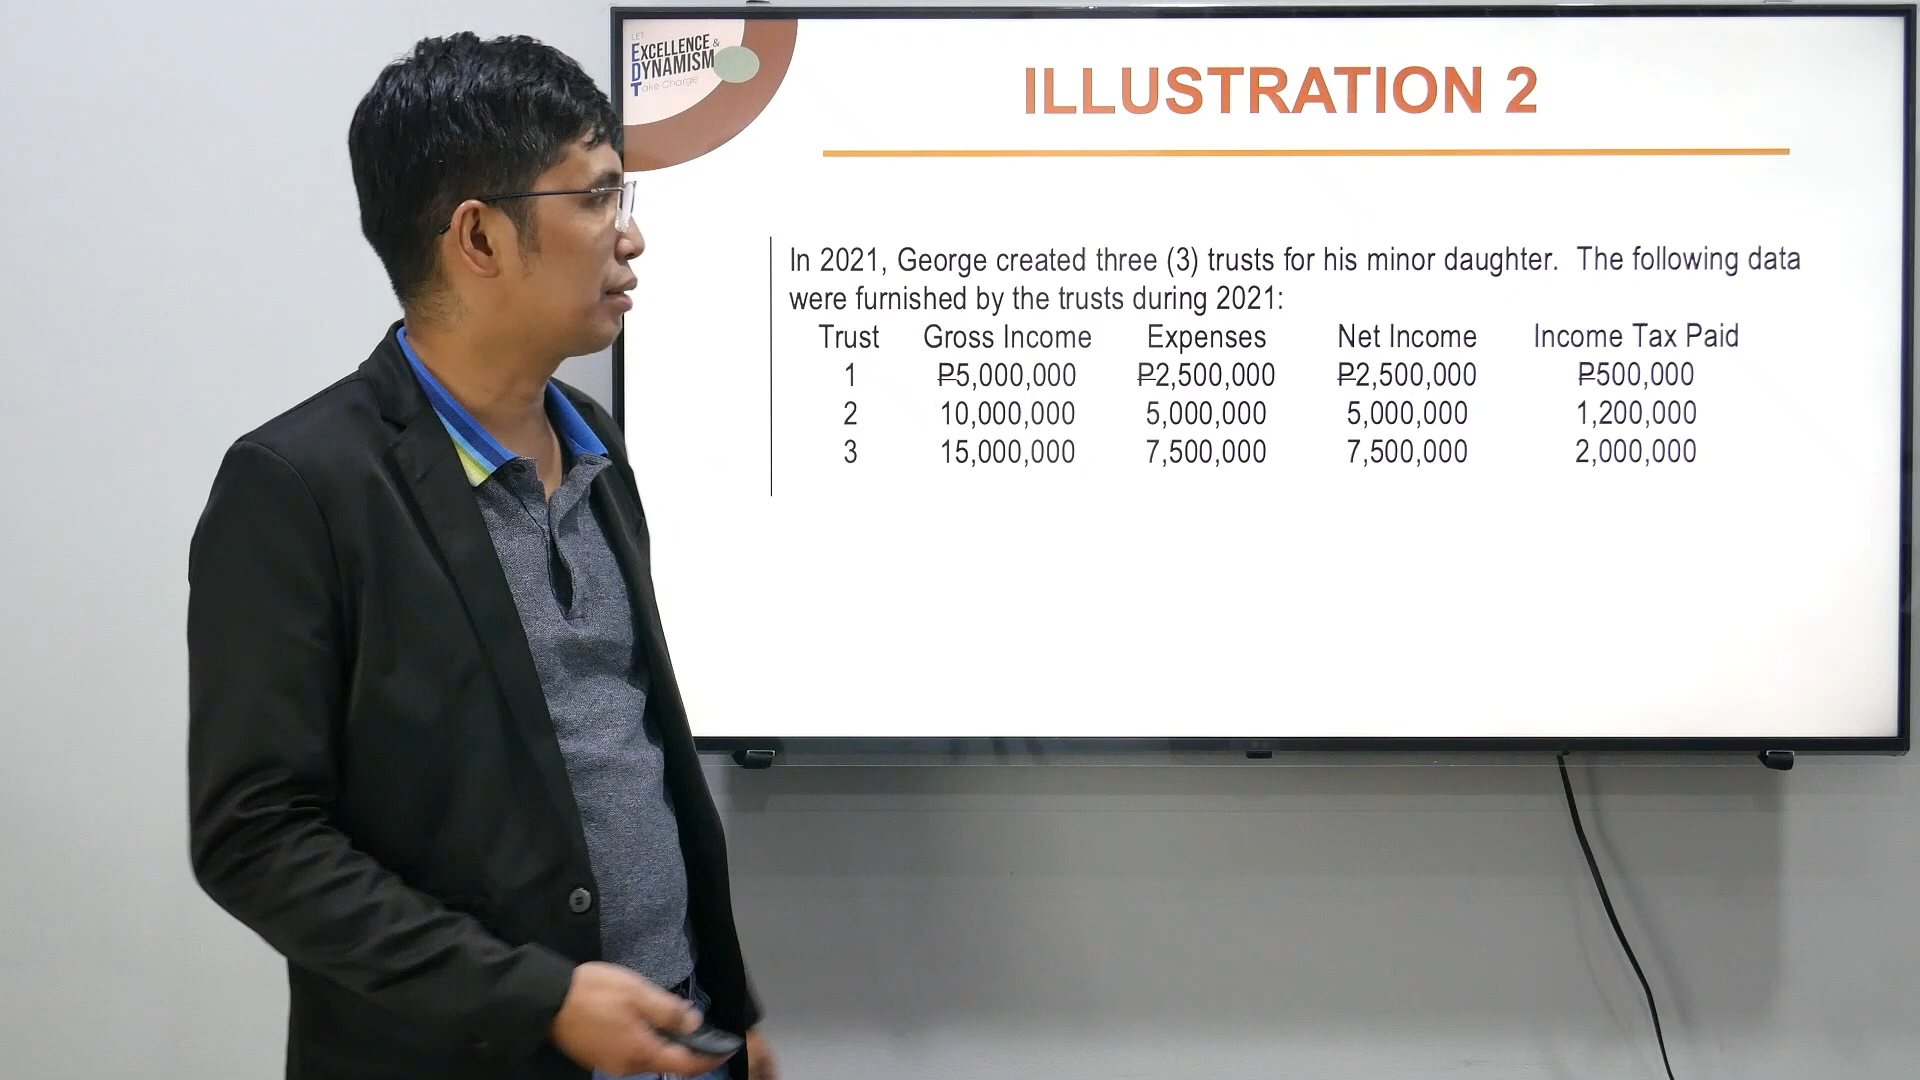 LET
EXCELLENCE &
DYNAMISM
Take Charge
ILLUSTRATION 2
In 2021, George created three (3) trusts for his minor daughter. The following data
were furnished by the trusts during 2021:
Trust Gross Income Expenses Net Income Income Tax Paid
1 ₱5,000,000 ₱2,500,000 ₱2,500,000 ₱500,000
2 10,000,000 5,000,000 5,000,000 1,200,000
3 15,000,000 7,500,000 7,500,000 2,000,000